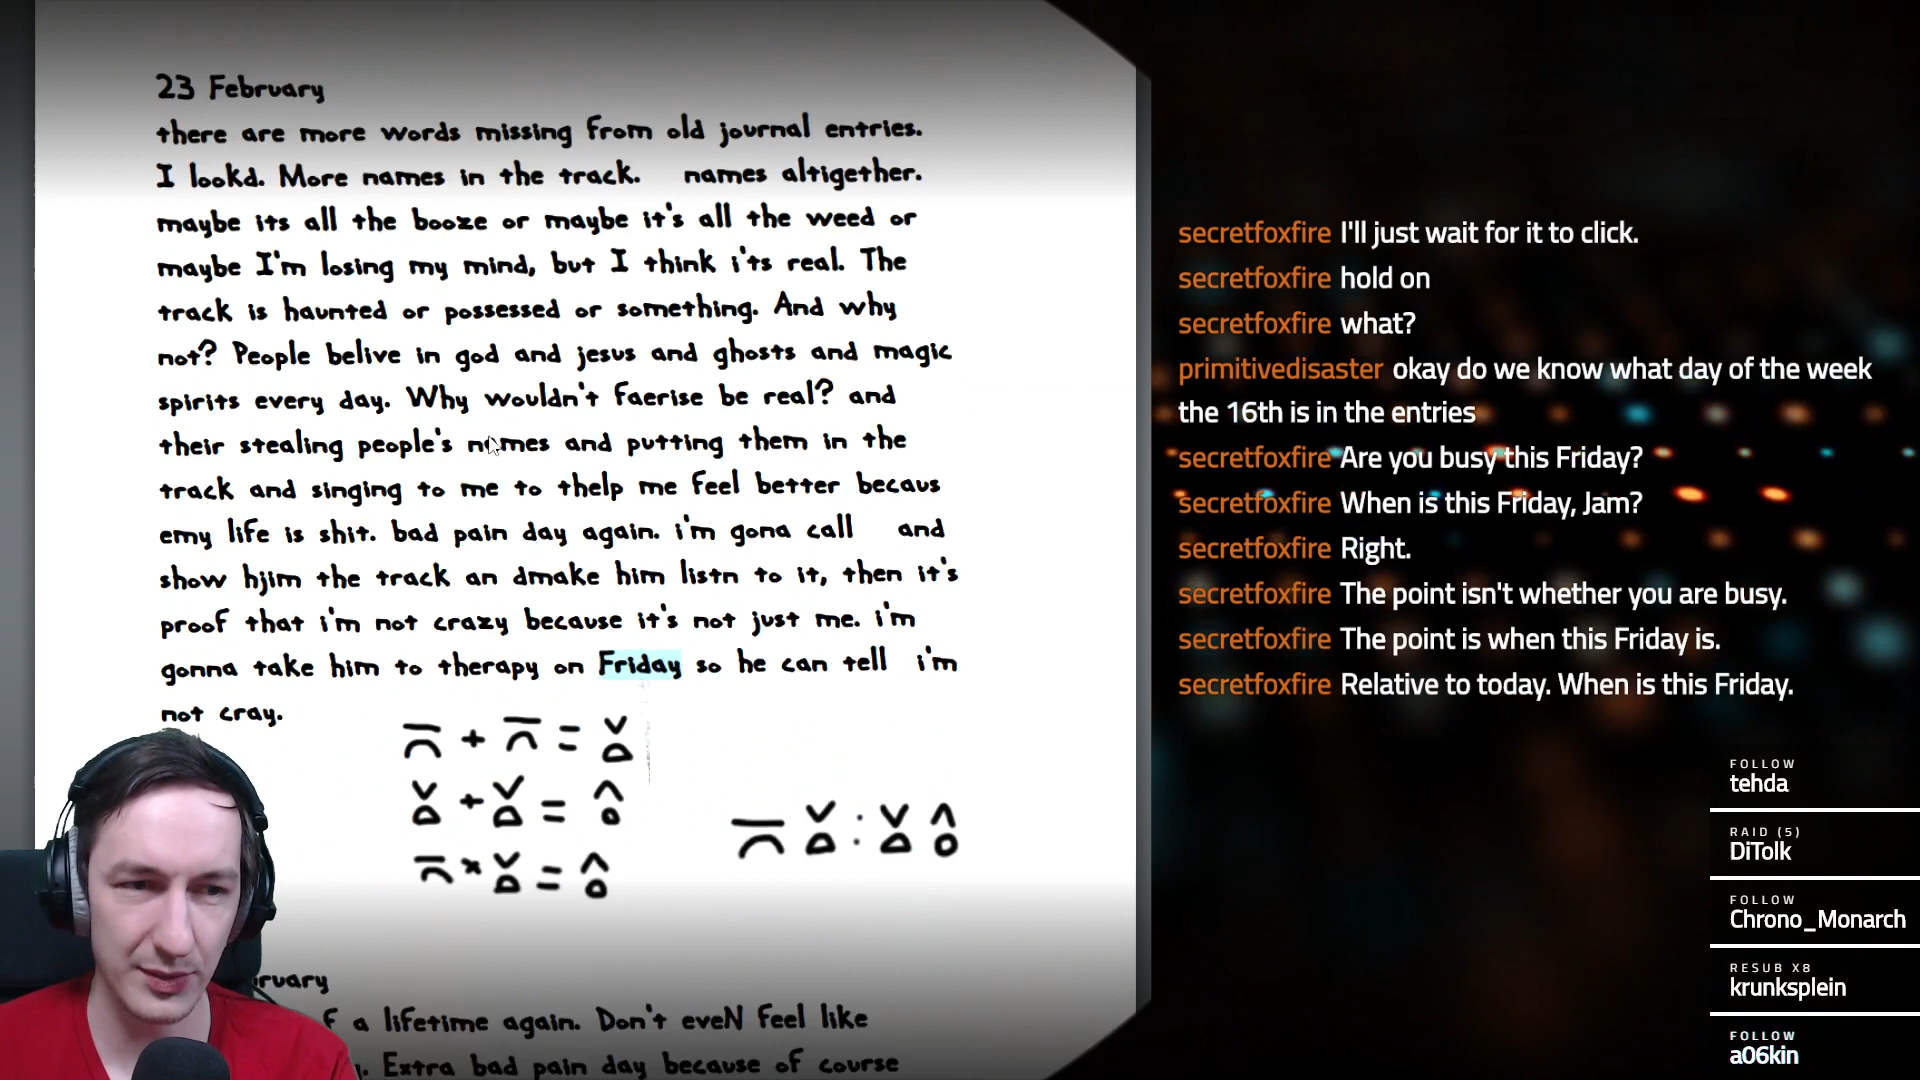 23 February
there are more words missing from old journal entries.
I lookd. More names in the track. names altigether.
maybe its all the booze or maybe it's all the weed or
maybe I'm losing my mind, but I think i'ts real. The
track is haunted or possessed or something. And why
not? People belive in god and jesus and ghosts and magic
spirits every day. Why wouldn't faerise be real? and
their stealing people's names and putting them in the
track and singing to me to thelp me feel better becaus
emy life is shit. bad pain day again. i'm gona call and
show hjim the track an dmake him listn to it, then it's
proof that i'm not crazy because it's not just me. i'm
gonna take him to therapy on Friday so he can tell i'm
not cray.
ruary
f a lifetime again. Don't eveN feel like
. Extra bad pain day because of course
secretfoxfire I'll just wait for it to click.
secretfoxfire hold on
secretfoxfire what?
primitivedisaster okay do we know what day of the week
the 16th is in the entries
secretfoxfire Are you busy this Friday?
secretfoxfire When is this Friday, Jam?
secretfoxfire Right.
secretfoxfire The point isn't whether you are busy.
secretfoxfire The point is when this Friday is.
secretfoxfire Relative to today. When is this Friday.
FOLLOW
tehda
RAID (5)
DiTolk
FOLLOW
Chrono_Monarch
RESUB X8
krunksplein
FOLLOW
a06kin